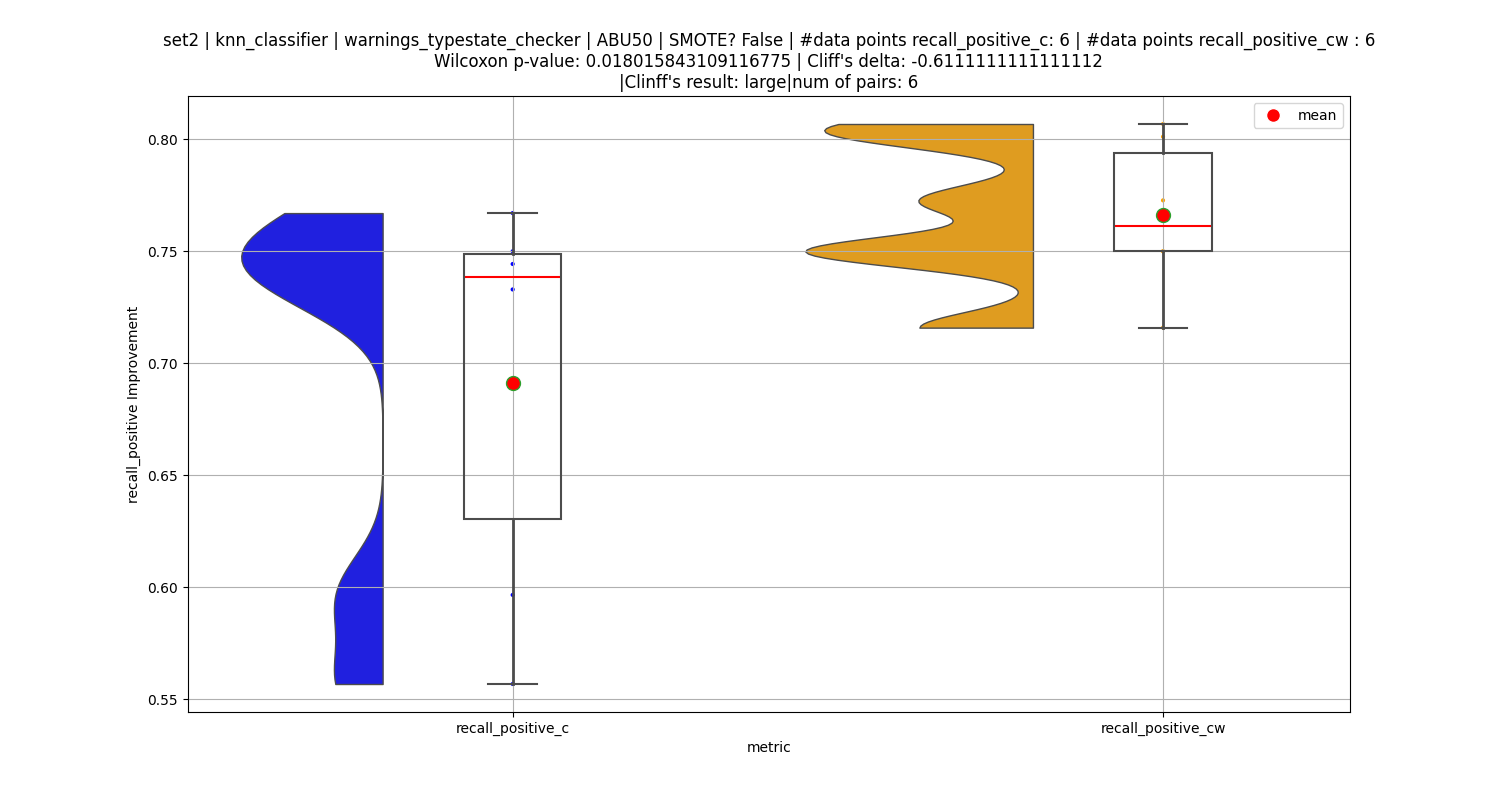 set2 | knn_classifier | warnings_typestate_checker | ABU50 | SMOTE? False | #data points recall_positive_c: 6 | #data points recall_positive_cw : 6
Wilcoxon p-value: 0.018015843109116775 | Cliff's delta: -0.6111111111111112
|Clinff's result: large|num of pairs: 6
mean
0.80
0.75
0.70
0.65
0.60
0.55
recall_positive Improvement
recall_positive_c
recall_positive_cw
metric